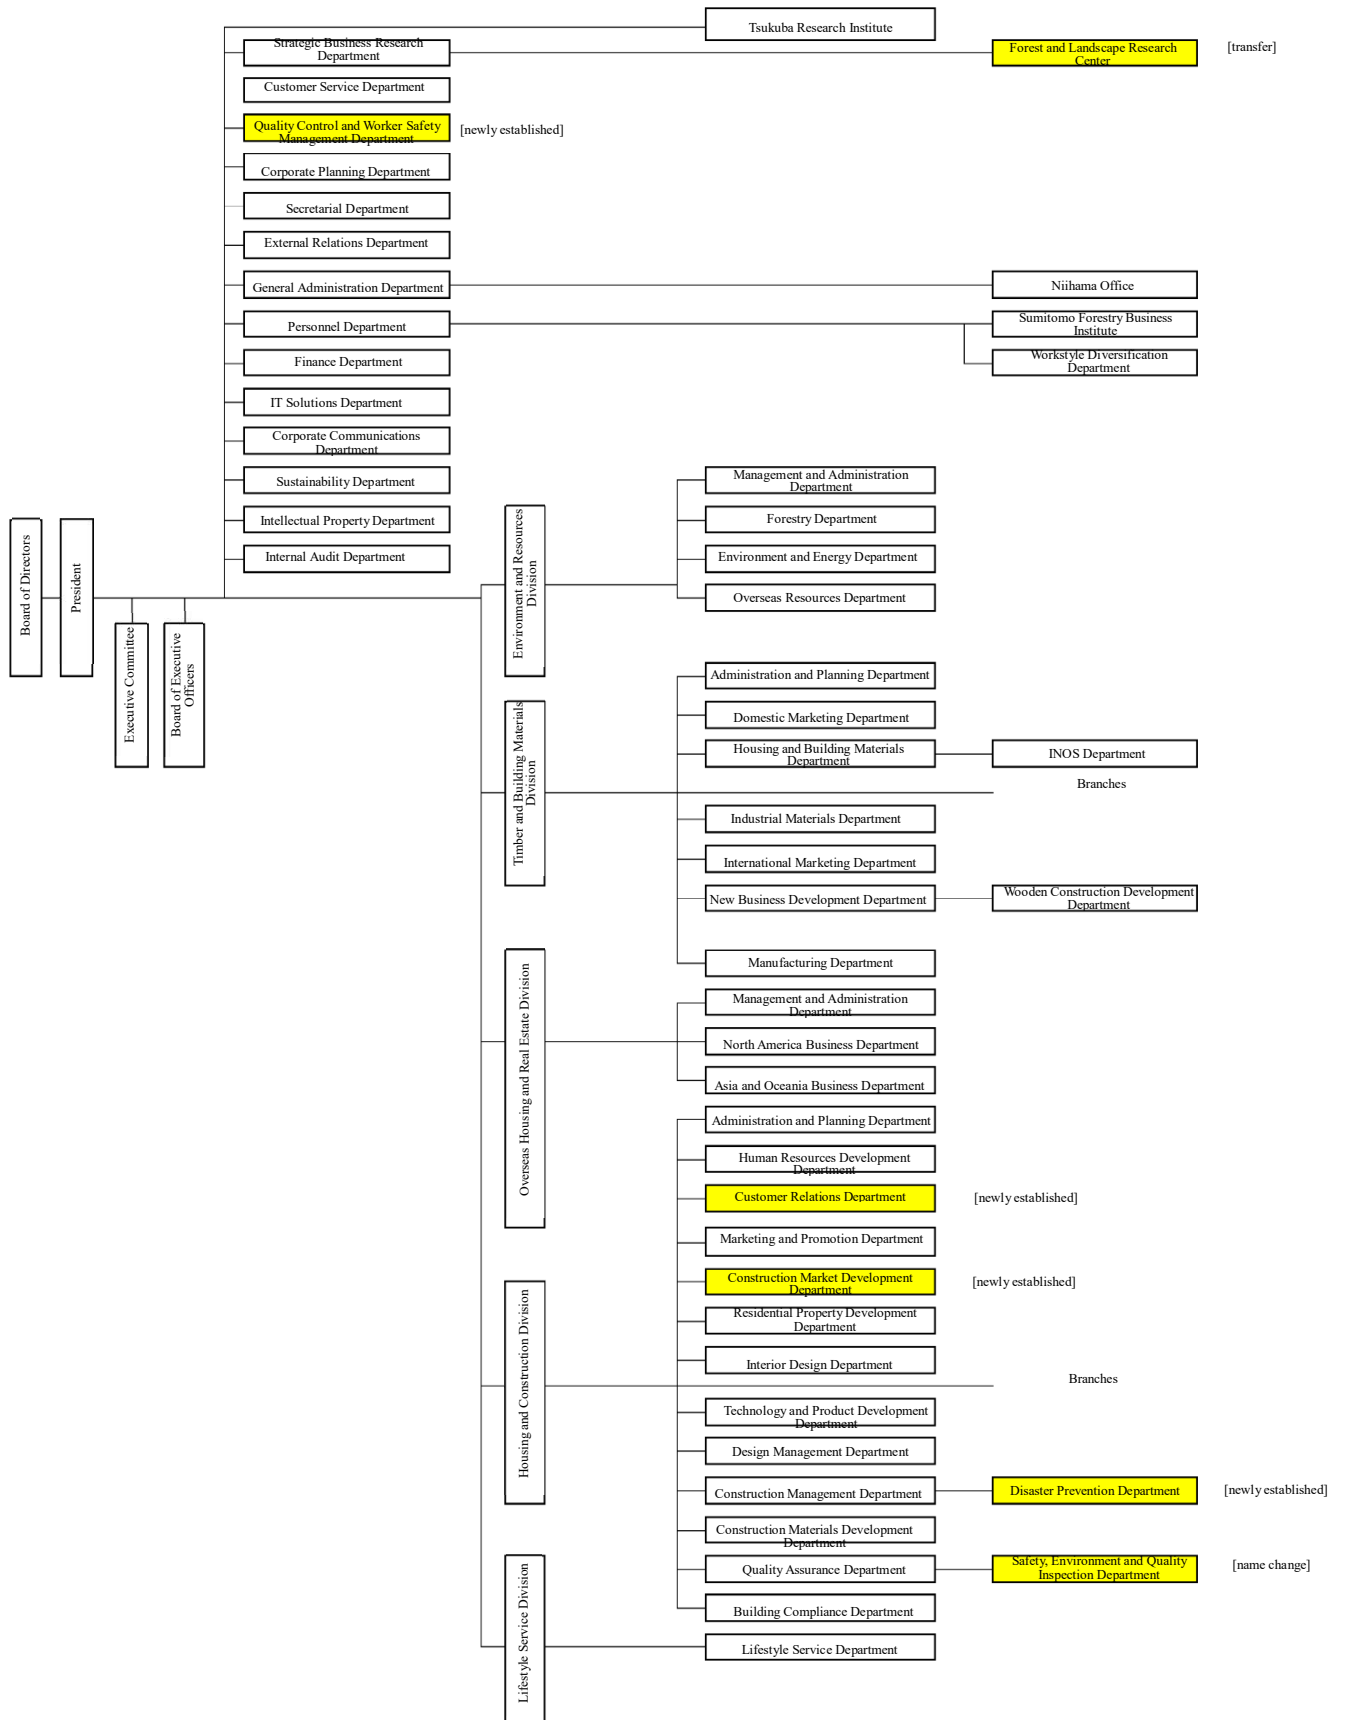 Tsukuba Research Institute
Strategic Business Research
Department
Forest and Landscape Research
Center
[transfer]
Customer Service Department
Quality Control and Worker Safety
Management Department
[newly established]
Corporate Planning Department
Secretarial Department
External Relations Department
General Administration Department
Niihama Office
Personnel Department
Sumitomo Forestry Business
Institute
Workstyle Diversification
Department
Finance Department
IT Solutions Department
Corporate Communications
Department
Sustainability Department
Intellectual Property Department
Internal Audit Department
Board of Directors
President
Executive Committee
Board of Executive
Officers
Environment and Resources
Division
Management and Administration
Department
Forestry Department
Environment and Energy Department
Overseas Resources Department
Timber and Building Materials
Division
Administration and Planning Department
Domestic Marketing Department
Housing and Building Materials
Department
INOS Department
Branches
Industrial Materials Department
International Marketing Department
New Business Development Department
Wooden Construction Development
Department
Manufacturing Department
Overseas Housing and Real Estate Division
Management and Administration
Department
North America Business Department
Asia and Oceania Business Department
Housing and Construction Division
Administration and Planning Department
Human Resources Development
Department
Customer Relations Department
[newly established]
Marketing and Promotion Department
Construction Market Development
Department
[newly established]
Residential Property Development
Department
Interior Design Department
Branches
Technology and Product Development
Department
Design Management Department
Construction Management Department
Disaster Prevention Department
[newly established]
Construction Materials Development
Department
Quality Assurance Department
Safety, Environment and Quality
Inspection Department
[name change]
Building Compliance Department
Lifestyle Service Division
Lifestyle Service Department